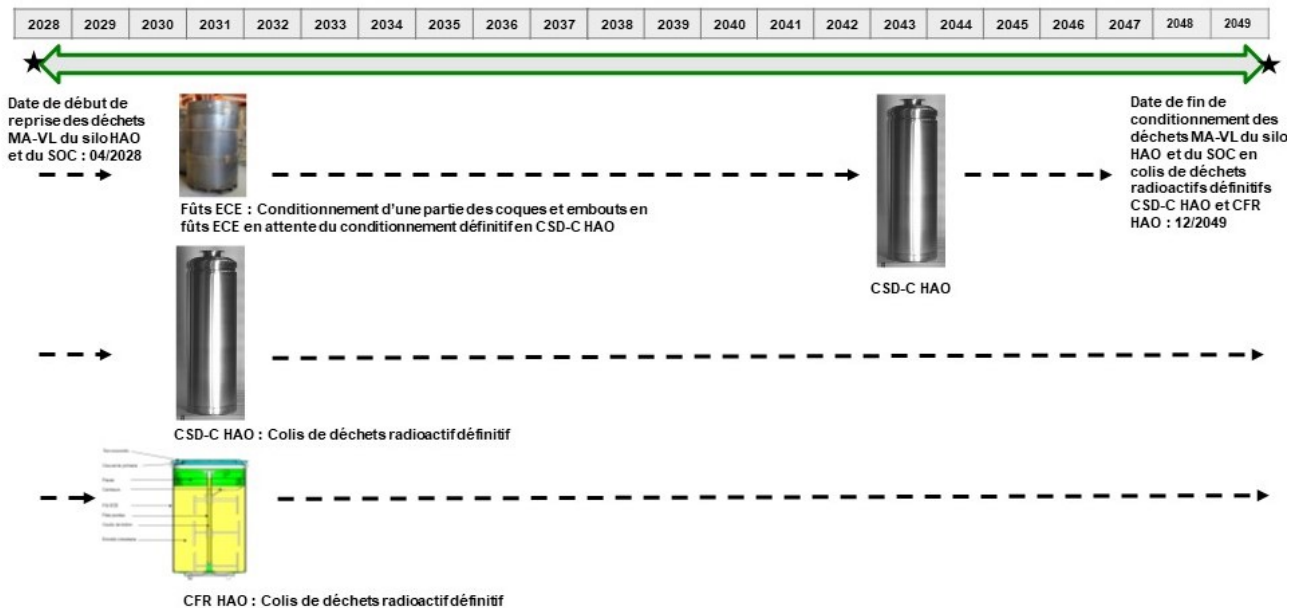 2028 2029 2030 2031 2032 2033 2034 2035 2036 2037 2038 2039 2040 2041 2042 2043 2044 2045 2046 2047 2048 2049
Date de début de
reprise des déchets
MA-VL du silo HAO
et du SOC : 04/2028
Fûts ECE : Conditionnement d'une partie des coques et embouts en
fûts ECE en attente du conditionnement définitif en CSD-C HAO
CSD-C HAO
Date de fin de
conditionnement des
déchets MA-VL du silo
HAO et du SOC en
colis de déchets
radioactifs définitifs
CSD-C HAO et CFR
HAO : 12/2049
CSD-C HAO : Colis de déchets radioactif définitif
CFR HAO : Colis de déchets radioactif définitif